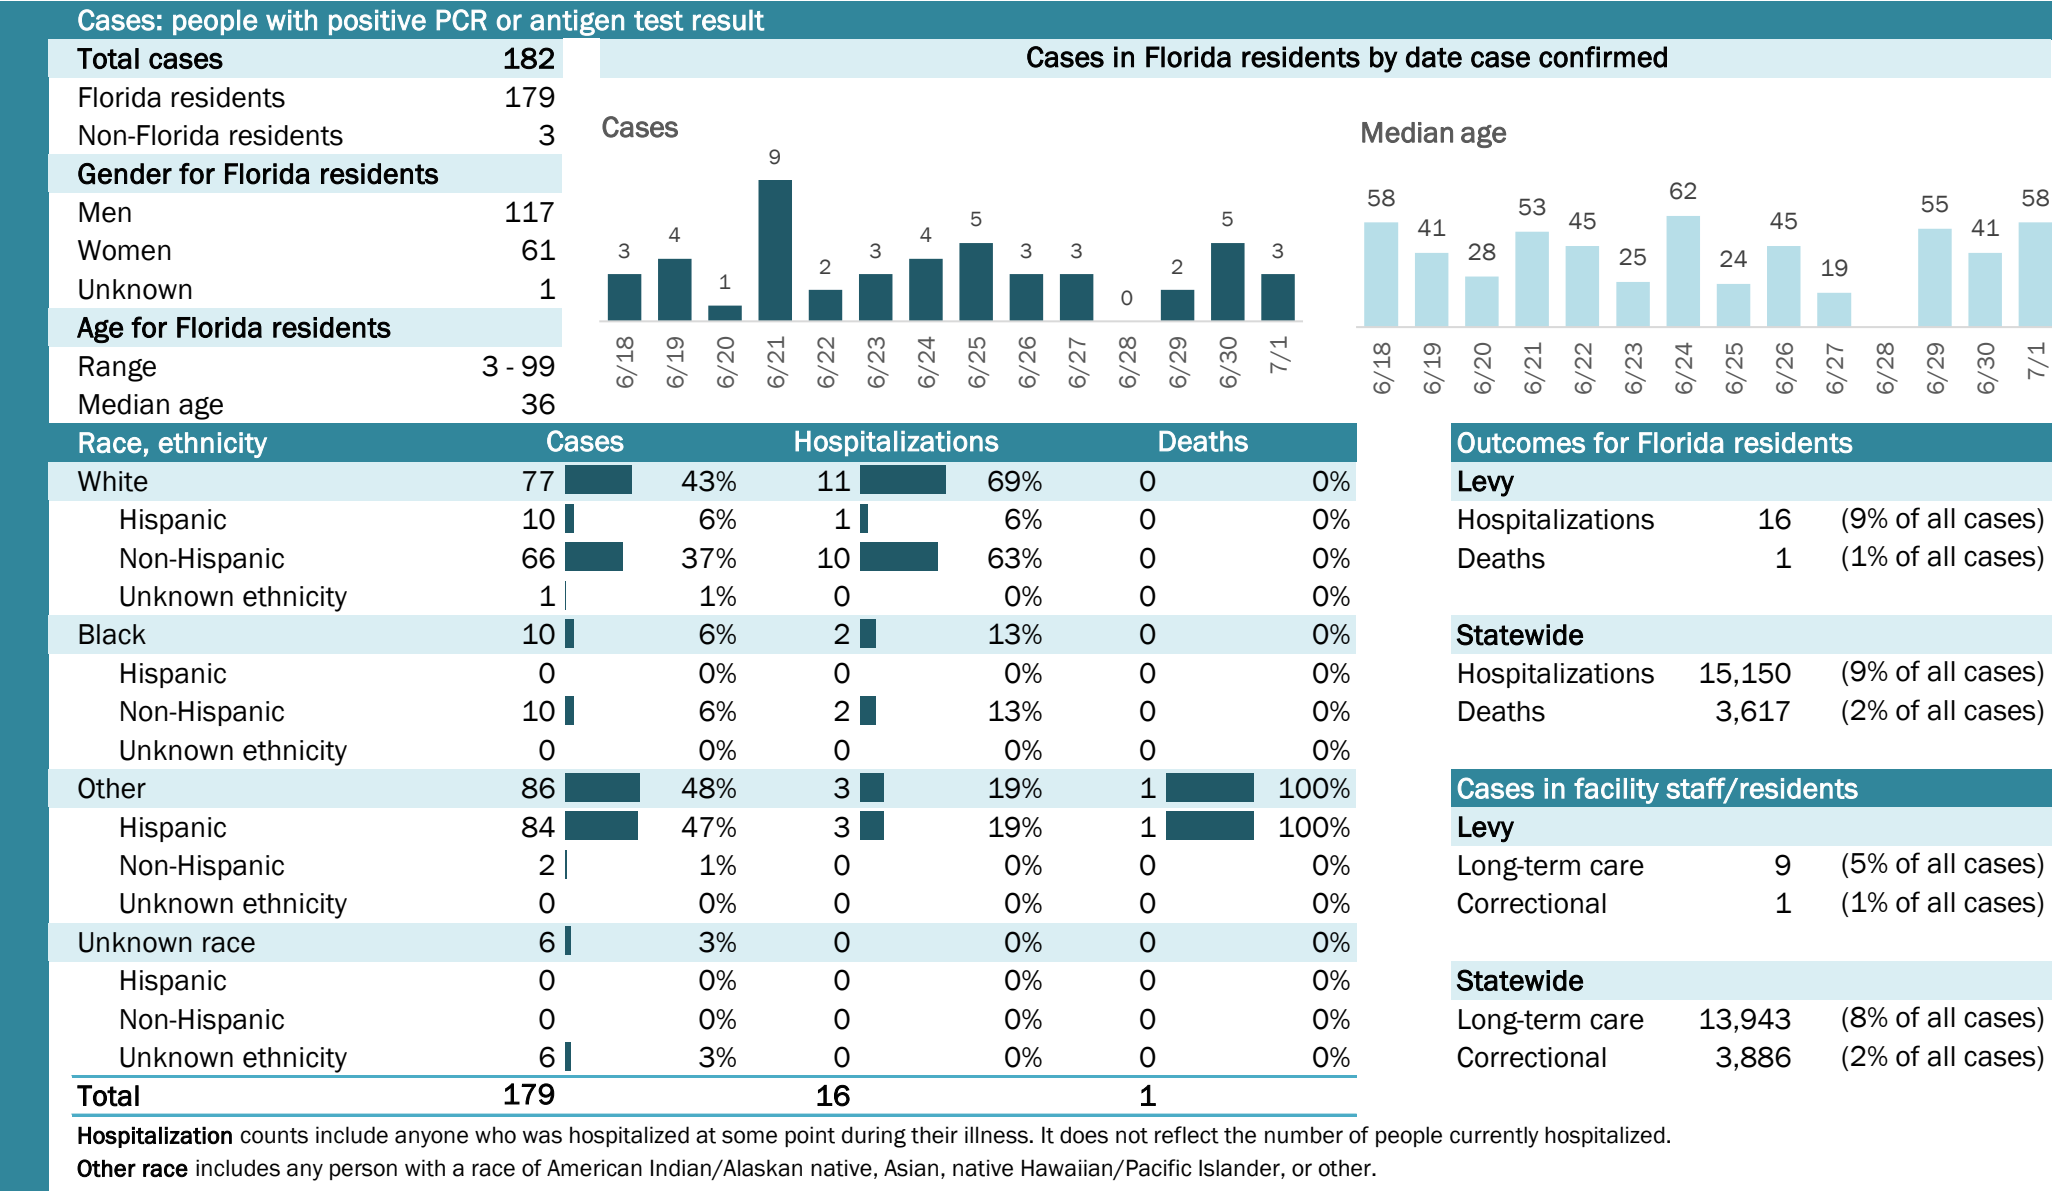 Cases: people with positive PCR or antigen test result
Total cases 182
Florida residents 179
Non-Florida residents 3
Gender for Florida residents
Men 117
Women 61
Unknown 1
Age for Florida residents
Range 3 - 99
Median age 36
Cases in Florida residents by date case confirmed
Cases
3 4 1 9 2 3 4 5 3 3 0 2 5 3
6/18 6/19 6/20 6/21 6/22 6/23 6/24 6/25 6/26 6/27 6/28 6/29 6/30 7/1
Median age
58 41 28 53 45 25 62 24 45 19 55 41 58
6/18 6/19 6/20 6/21 6/22 6/23 6/24 6/25 6/26 6/27 6/28 6/29 6/30 7/1
Race, ethnicity Cases Hospitalizations Deaths
White 77 43% 11 69% 0 0%
Hispanic 10 6% 1 6% 0 0%
Non-Hispanic 66 37% 10 63% 0 0%
Unknown ethnicity 1 1% 0 0% 0 0%
Black 10 6% 2 13% 0 0%
Hispanic 0 0% 0 0% 0 0%
Non-Hispanic 10 6% 2 13% 0 0%
Unknown ethnicity 0 0% 0 0% 0 0%
Other 86 48% 3 19% 1 100%
Hispanic 84 47% 3 19% 1 100%
Non-Hispanic 2 1% 0 0% 0 0%
Unknown ethnicity 0 0% 0 0% 0 0%
Unknown race 6 3% 0 0% 0 0%
Hispanic 0 0% 0 0% 0 0%
Non-Hispanic 0 0% 0 0% 0 0%
Unknown ethnicity 6 3% 0 0% 0 0%
Total 179 16 1
Outcomes for Florida residents
Levy
Hospitalizations 16 (9% of all cases)
Deaths 1 (1% of all cases)
Statewide
Hospitalizations 15,150 (9% of all cases)
Deaths 3,617 (2% of all cases)
Cases in facility staff/residents
Levy
Long-term care 9 (5% of all cases)
Correctional 1 (1% of all cases)
Statewide
Long-term care 13,943 (8% of all cases)
Correctional 3,886 (2% of all cases)
Hospitalization counts include anyone who was hospitalized at some point during their illness. It does not reflect the number of people currently hospitalized.
Other race includes any person with a race of American Indian/Alaskan native, Asian, native Hawaiian/Pacific Islander, or other.